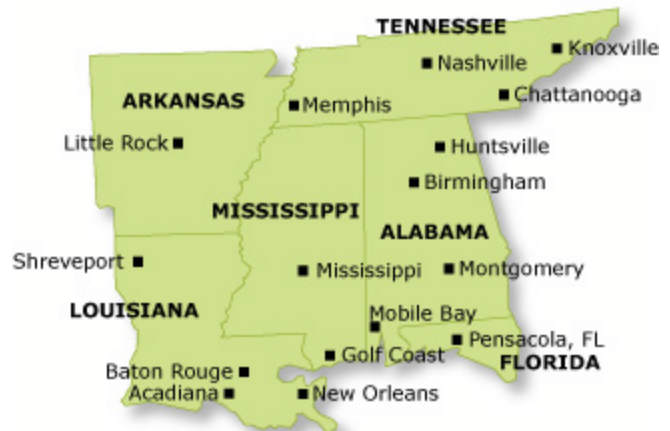 TENNESSEE
Knoxville
Nashville
Chattanooga
ARKANSAS
Memphis
Little Rock
Huntsville
Birmingham
MISSISSIPPI
ALABAMA
Shreveport
Mississippi
Montgomery
LOUISIANA
Mobile Bay
Pensacola, FL
Golf Coast
FLORIDA
Baton Rouge
Acadiana
New Orleans